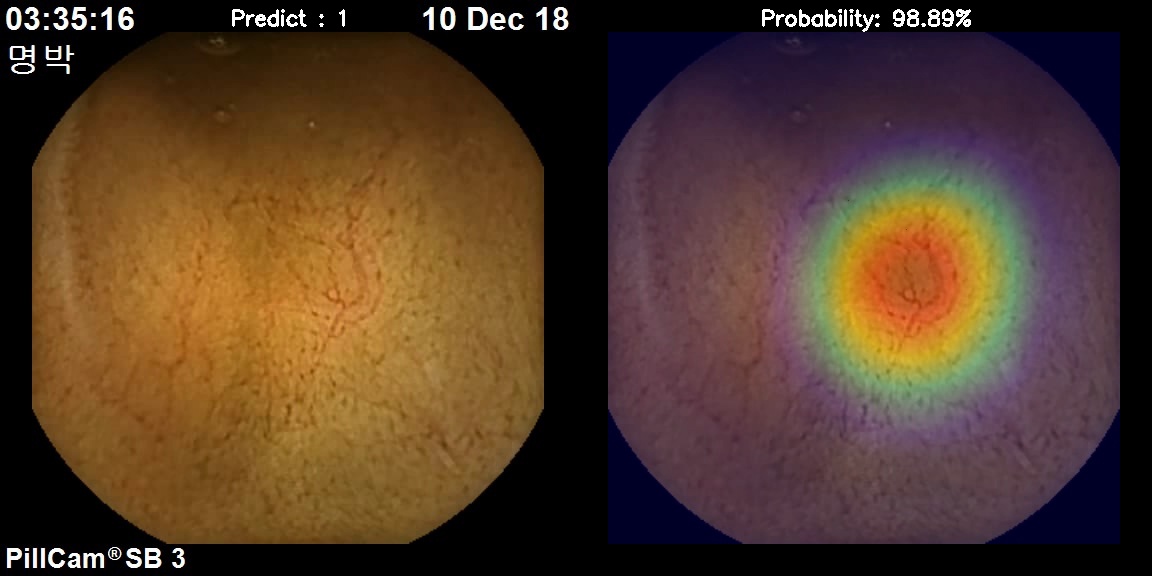 03:35:16
Predict : 1
10 Dec 18
Probability: 98.89%
명박
PillCam® SB 3